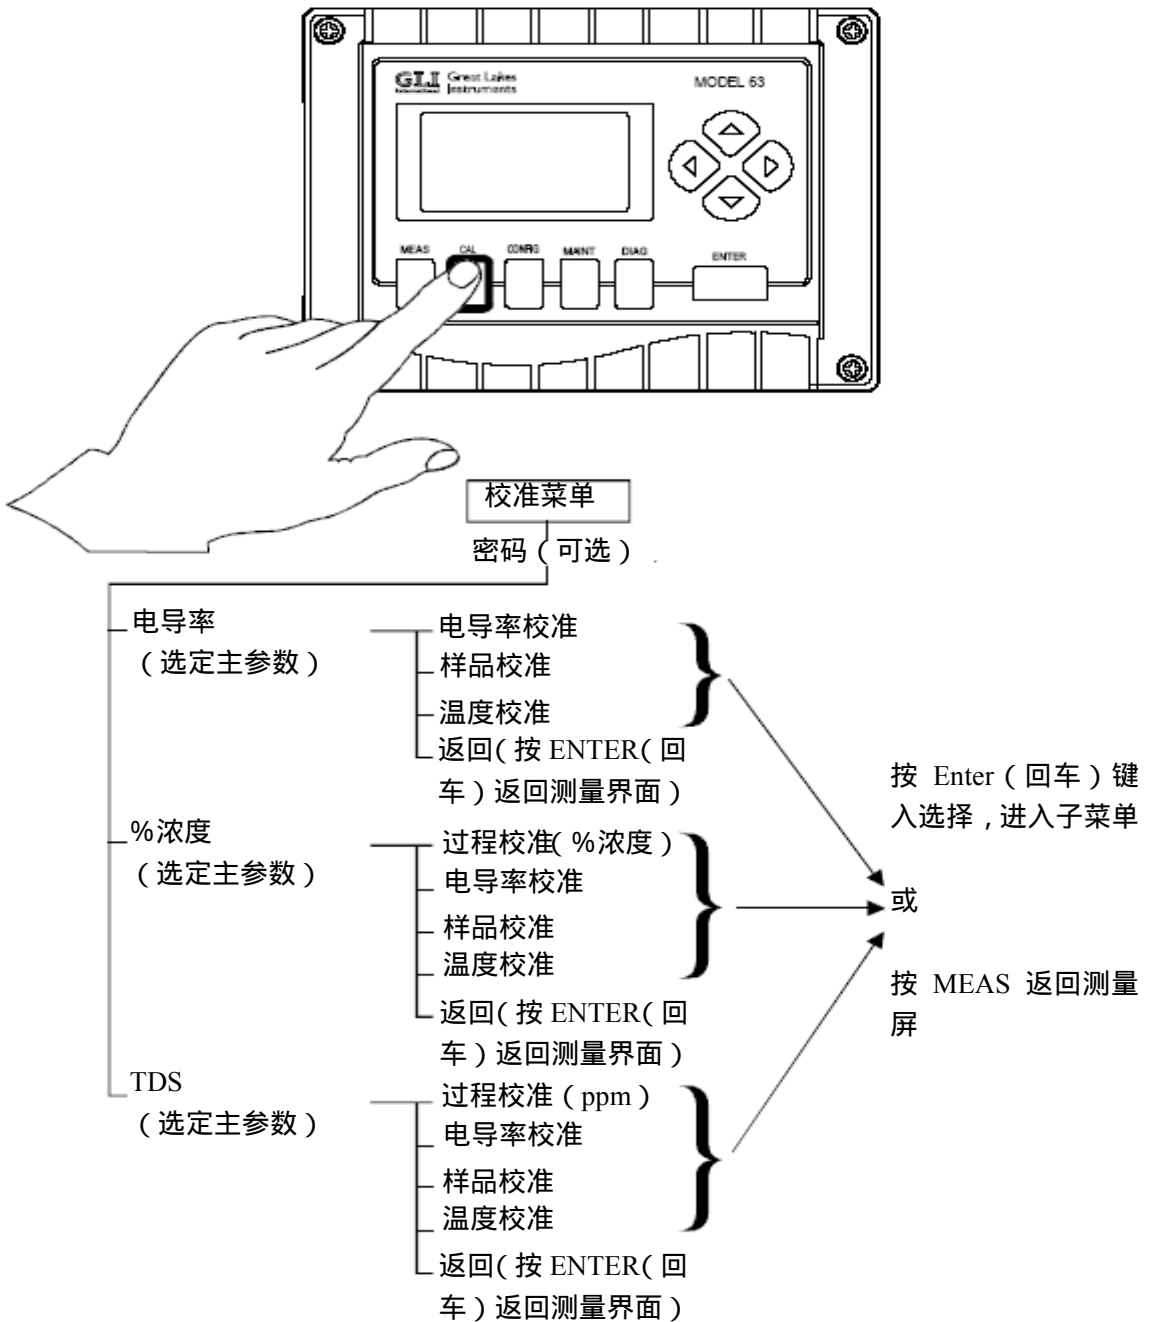 GLI Great Lakes
International Instruments
MODEL 63
MEAS CAL CONFIG MAINT DIAG ENTER
校准菜单
密码（可选）
电导率
（选定主参数）
电导率校准
样品校准
温度校准
返回（按 ENTER（回
车）返回测量界面）
%浓度
（选定主参数）
过程校准（%浓度）
电导率校准
样品校准
温度校准
返回（按 ENTER（回
车）返回测量界面）
TDS
（选定主参数）
过程校准（ppm）
电导率校准
样品校准
温度校准
返回（按 ENTER（回
车）返回测量界面）
按 Enter（回车）键
入选择，进入子菜单
或
按 MEAS 返回测量
屏